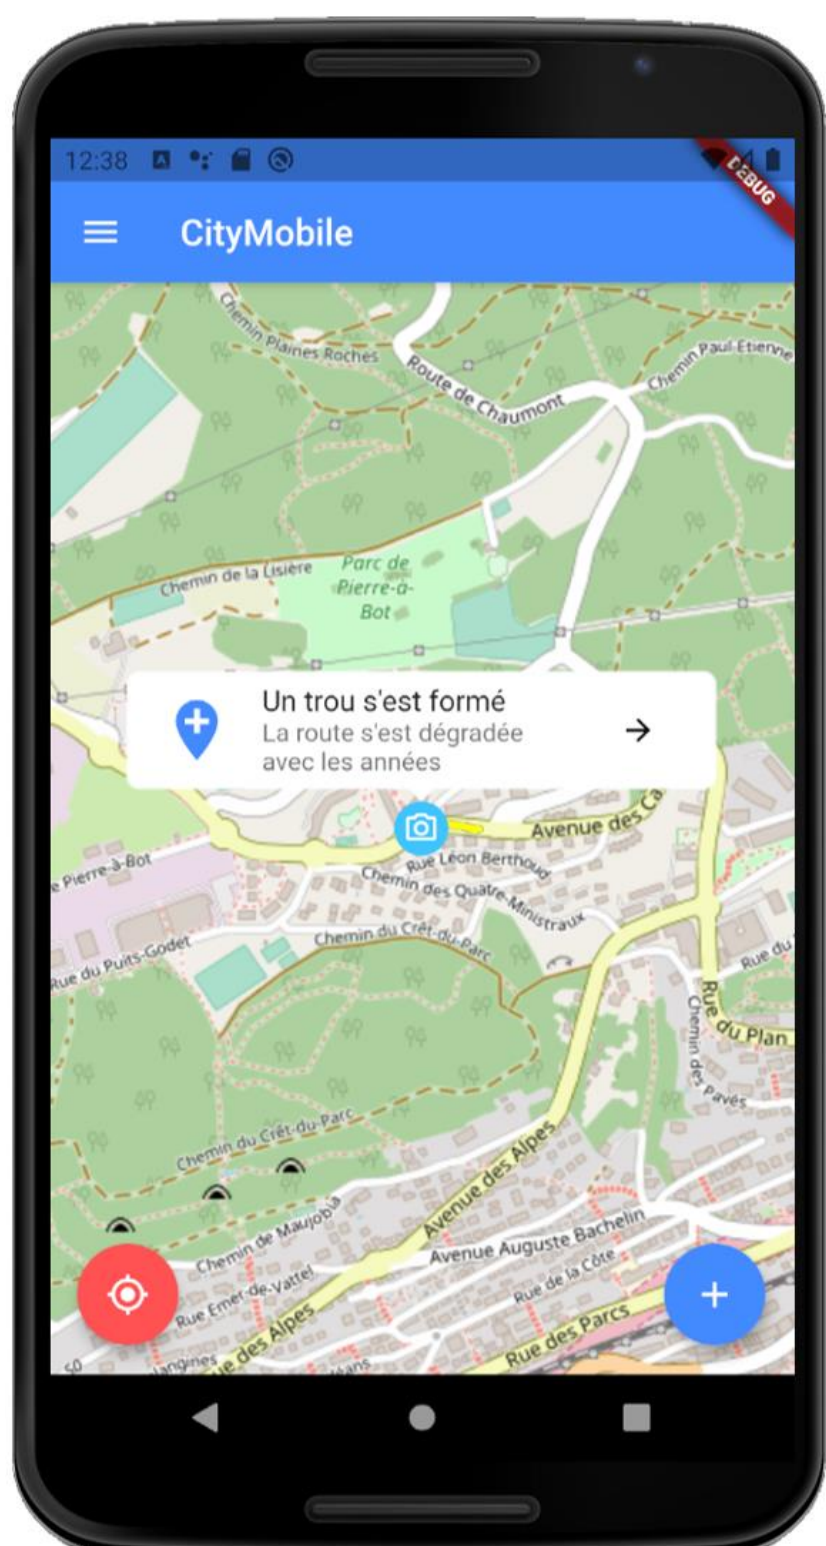 12:38
DEBUG
CityMobile
Chemin Plaines Roches
Route de Chaumont
Chemin Paul-Etienne
Chemin de la Lisière
Parc de
Pierre-à-
Bot
Un trou s'est formé
La route s'est dégradée
avec les années
Avenue des Ca
Rue Léon Berthoud
e Pierre-à-Bot
Chemin des Quatre-Ministraux
Chemin du Crêt-du-Parc
Rue du Puits-Godet
Rue du
Rue du Plan
Chemin des Pavés
Chemin du Crêt-du-Parc
Avenue des Alpes
Chemin de Maujobia
Avenue Auguste Bachelin
Rue de la Côte
Rue Emer-de-Vattel
ue des Alpes
Rue des Parcs
50
langines
éans